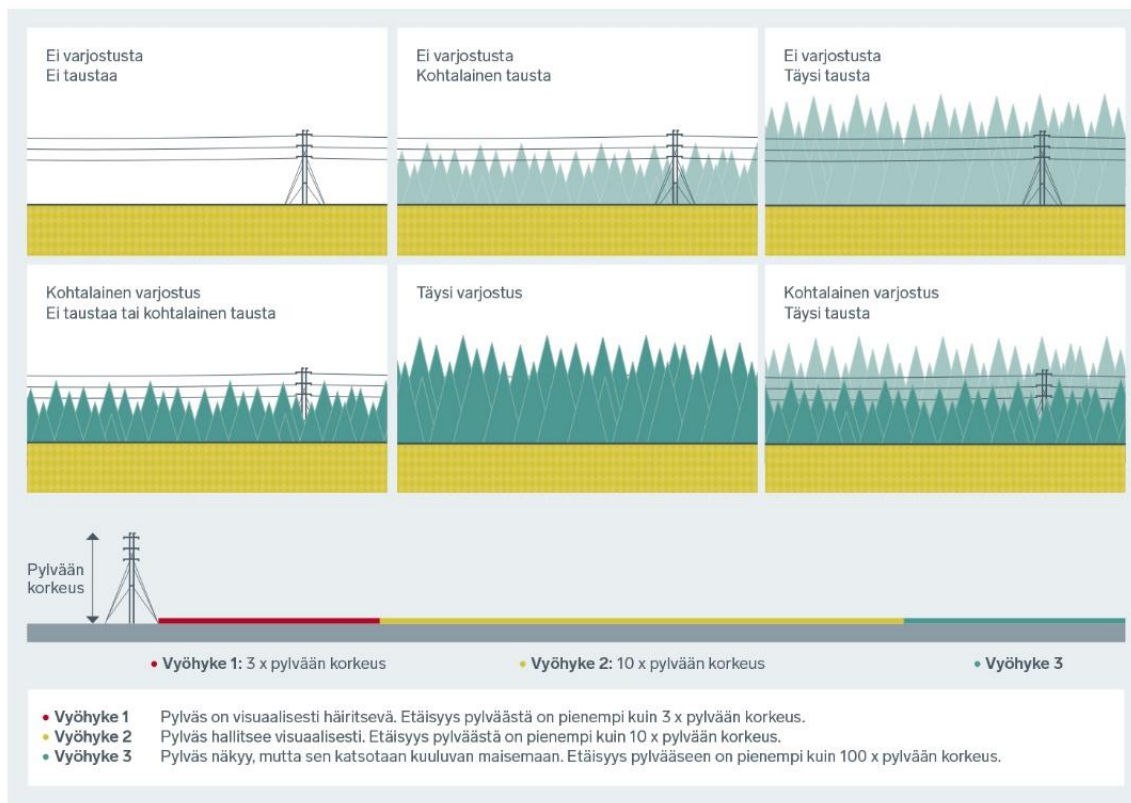 Ei varjostusta
Ei taustaa
Ei varjostusta
Kohtalainen tausta
Ei varjostusta
Täysi tausta
Kohtalainen varjostus
Ei taustaa tai kohtalainen tausta
Täysi varjostus
Kohtalainen varjostus
Täysi tausta
Pylvään
korkeus
• Vyöhyke 1: 3 x pylvään korkeus
• Vyöhyke 2: 10 x pylvään korkeus
• Vyöhyke 3
• Vyöhyke 1 Pylväs on visuaalisesti häiritsevä. Etäisyys pylväästä on pienempi kuin 3 x pylvään korkeus.
• Vyöhyke 2 Pylväs hallitsee visuaalisesti. Etäisyys pylväästä on pienempi kuin 10 x pylvään korkeus.
• Vyöhyke 3 Pylväs näkyy, mutta sen katsotaan kuuluvan maisemaan. Etäisyys pylvääseen on pienempi kuin 100 x pylvään korkeus.